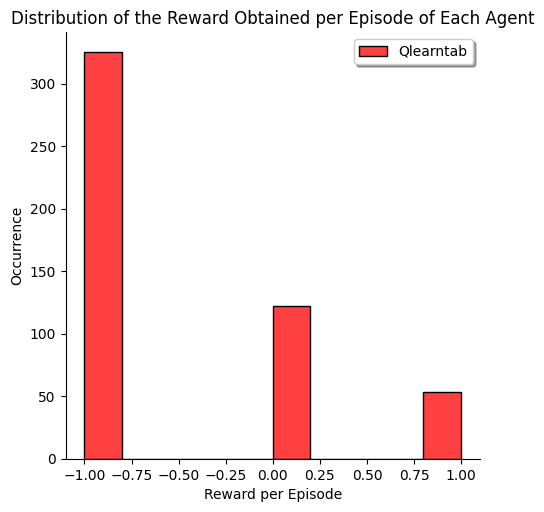 Distribution of the Reward Obtained per Episode of Each Agent
Qlearntab
300
250
200
150
100
50
0
Occurrence
−1.00 −0.75 −0.50 −0.25 0.00 0.25 0.50 0.75 1.00
Reward per Episode